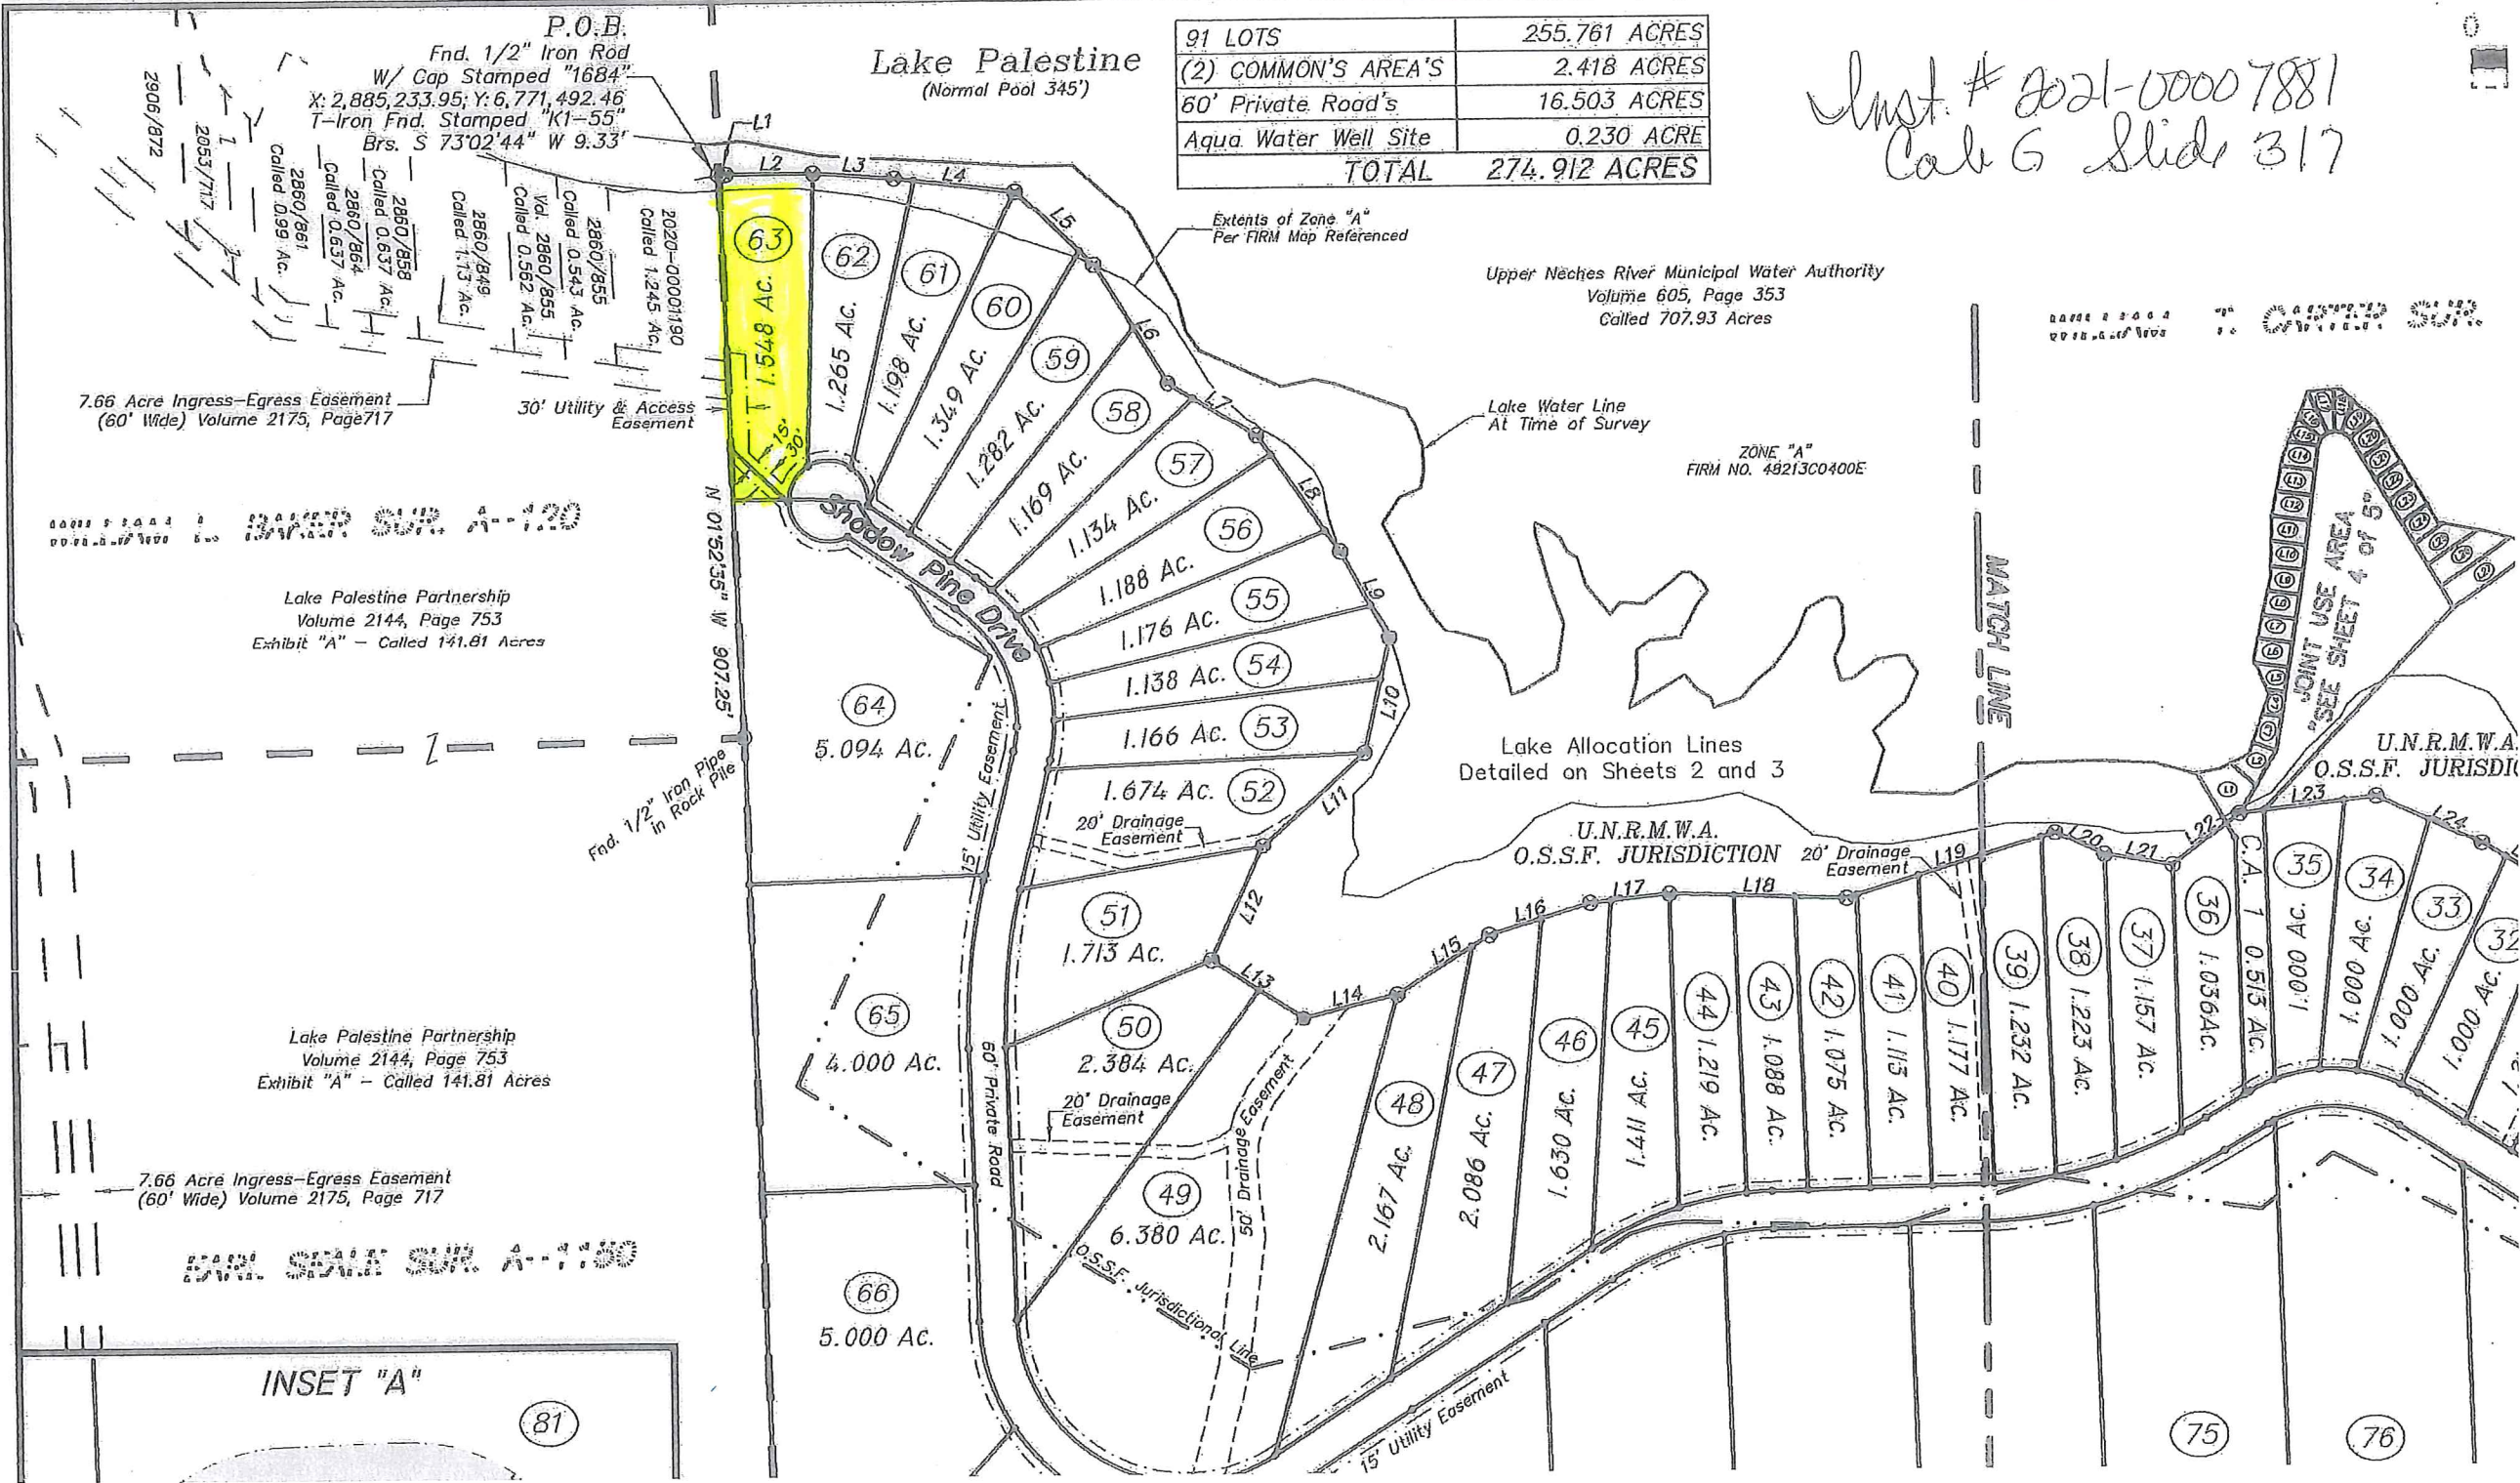 P.O.B.
Fnd. 1/2" Iron Rod
W/ Cap Stamped "1684"
X: 2,885,233.95; Y: 6,771,492.46
T-Iron Fnd. Stamped "K1-55"
Brs. S 73°02'44" W 9.33'
Lake Palestine
(Normal Pool 345')
91 LOTS 255.761 ACRES
(2) COMMON'S AREA'S 2.418 ACRES
60' Private Road's 16.503 ACRES
Aqua Water Well Site 0.230 ACRE
TOTAL 274.912 ACRES
Inst. # 2021-00007881
Cab G Slide 317
2906/872
2053/717
2860/861
Called 0.99 Ac.
2860/864
Called 0.637 Ac.
2860/858
Called 0.637 Ac.
2860/849
Called 1.13 Ac.
Vol. 2860/855
Called 0.562 Ac.
2860/855
Called 0.543 Ac.
2020-00001190
Called 1.245 Ac.
L1
L2
L3
L4
L5
L6
L7
L8
L9
L10
L11
L12
L13
L14
L15
L16
L17
L18
L19
L20
L21
L22
L23
L24
Extents of Zone "A"
Per FIRM Map Referenced
Upper Neches River Municipal Water Authority
Volume 605, Page 353
Called 707.93 Acres
WILLIAM T. CARTER SUR.
7.66 Acre Ingress-Egress Easement
(60' Wide) Volume 2175, Page717
30' Utility & Access
Easement
15'
30'
Lake Water Line
At Time of Survey
ZONE "A"
FIRM NO. 48213C0400E
WILLIAM L. BAKER SUR. A--120
Lake Palestine Partnership
Volume 2144, Page 753
Exhibit "A" - Called 141.81 Acres
N 01°52'35" W 907.25'
Fnd. 1/2" Iron Pipe
in Rock Pile
Shadow Pine Drive
63
1.548 Ac.
62
1.265 Ac.
61
1.198 Ac.
60
1.349 Ac.
59
1.282 Ac.
58
1.169 Ac.
57
1.134 Ac.
56
1.188 Ac.
55
1.176 Ac.
54
1.138 Ac.
53
1.166 Ac.
52
1.674 Ac.
20' Drainage
Easement
51
1.713 Ac.
50
2.384 Ac.
20' Drainage
Easement
49
6.380 Ac.
50' Drainage Easement
O.S.S.F. Jurisdictional Line
64
5.094 Ac.
65
4.000 Ac.
66
5.000 Ac.
15' Utility Easement
60' Private Road
Lake Allocation Lines
Detailed on Sheets 2 and 3
U.N.R.M.W.A.
O.S.S.F. JURISDICTION
20' Drainage
Easement
MATCH LINE
JOINT USE AREA
"SEE SHEET 4 of 5"
U.N.R.M.W.A.
O.S.S.F. JURISDI
48
2.167 Ac.
47
2.086 Ac.
46
1.630 Ac.
45
1.411 Ac.
44 1.219 Ac.
43 1.088 Ac.
42 1.075 Ac.
41 1.113 Ac.
40 1.177 Ac.
39 1.232 Ac.
38 1.223 Ac.
37 1.157 Ac.
36 1.036Ac.
C.A. 1 0.513 Ac.
35
1.000 Ac.
34
1.000 Ac.
33
1.000 Ac.
32
1.000 Ac.
75
76
15' Utility Easement
Lake Palestine Partnership
Volume 2144, Page 753
Exhibit "A" - Called 141.81 Acres
7.66 Acre Ingress-Egress Easement
(60' Wide) Volume 2175, Page 717
A--1180
INSET "A"
81